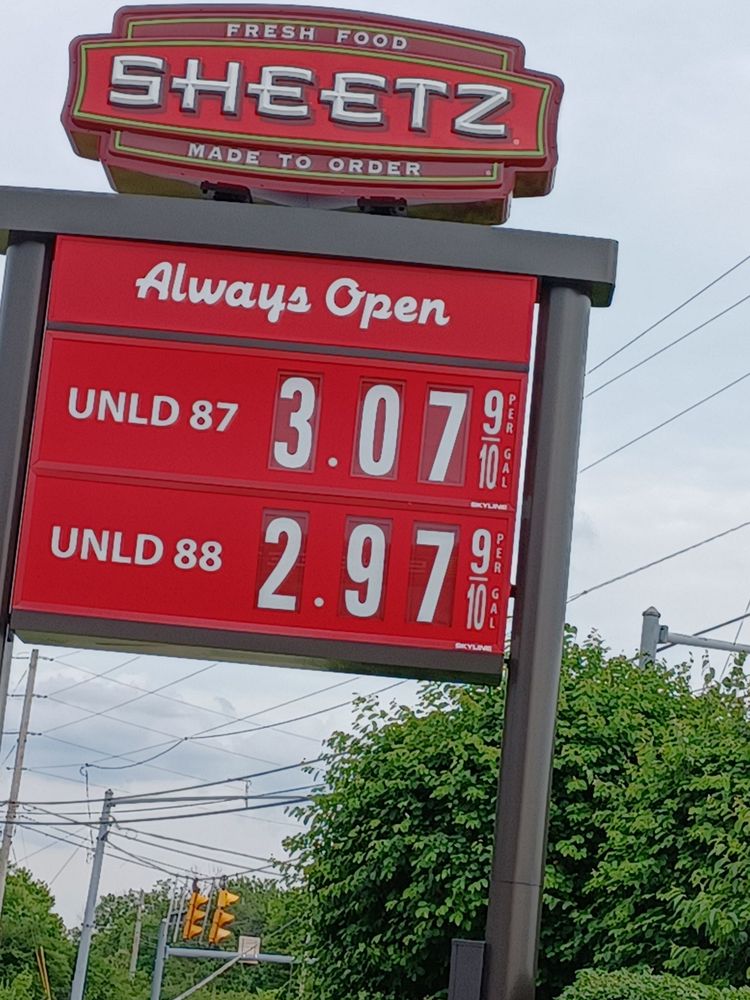 FRESH FOOD
SHEETZ
MADE TO ORDER
Always Open
UNLD 87 3.07 9/10 PER GAL
SKYLINE
UNLD 88 2.97 9/10 PER GAL
SKYLINE